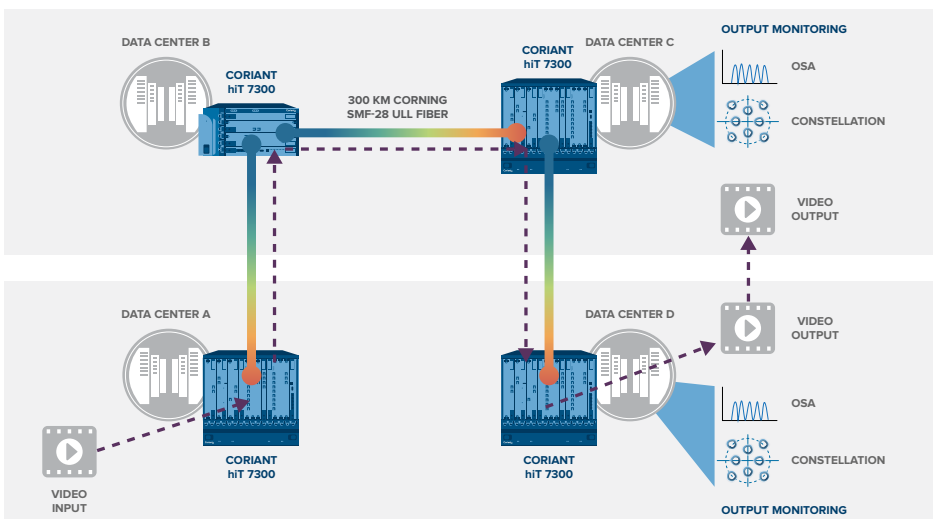 OUTPUT MONITORING
DATA CENTER B
CORIANT
hiT 7300
300 KM CORNING
SMF-28 ULL FIBER
CORIANT
hiT 7300
DATA CENTER C
OSA
CONSTELLATION
VIDEO
OUTPUT
DATA CENTER A
DATA CENTER D
VIDEO
OUTPUT
OSA
CONSTELLATION
CORIANT
hiT 7300
CORIANT
hiT 7300
VIDEO
INPUT
OUTPUT MONITORING